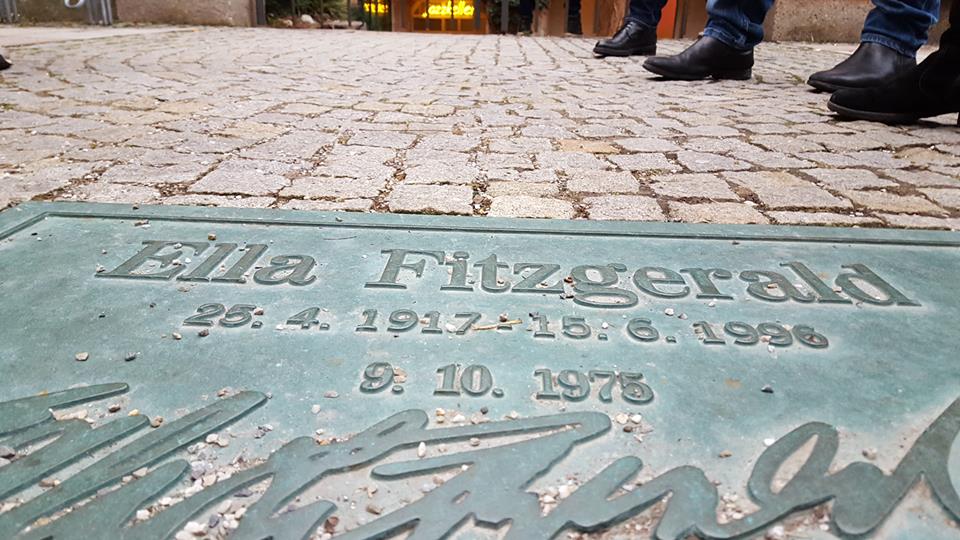 Ella Fitzgerald
25. 4. 1917 - 15. 6. 1996
9. 10. 1975